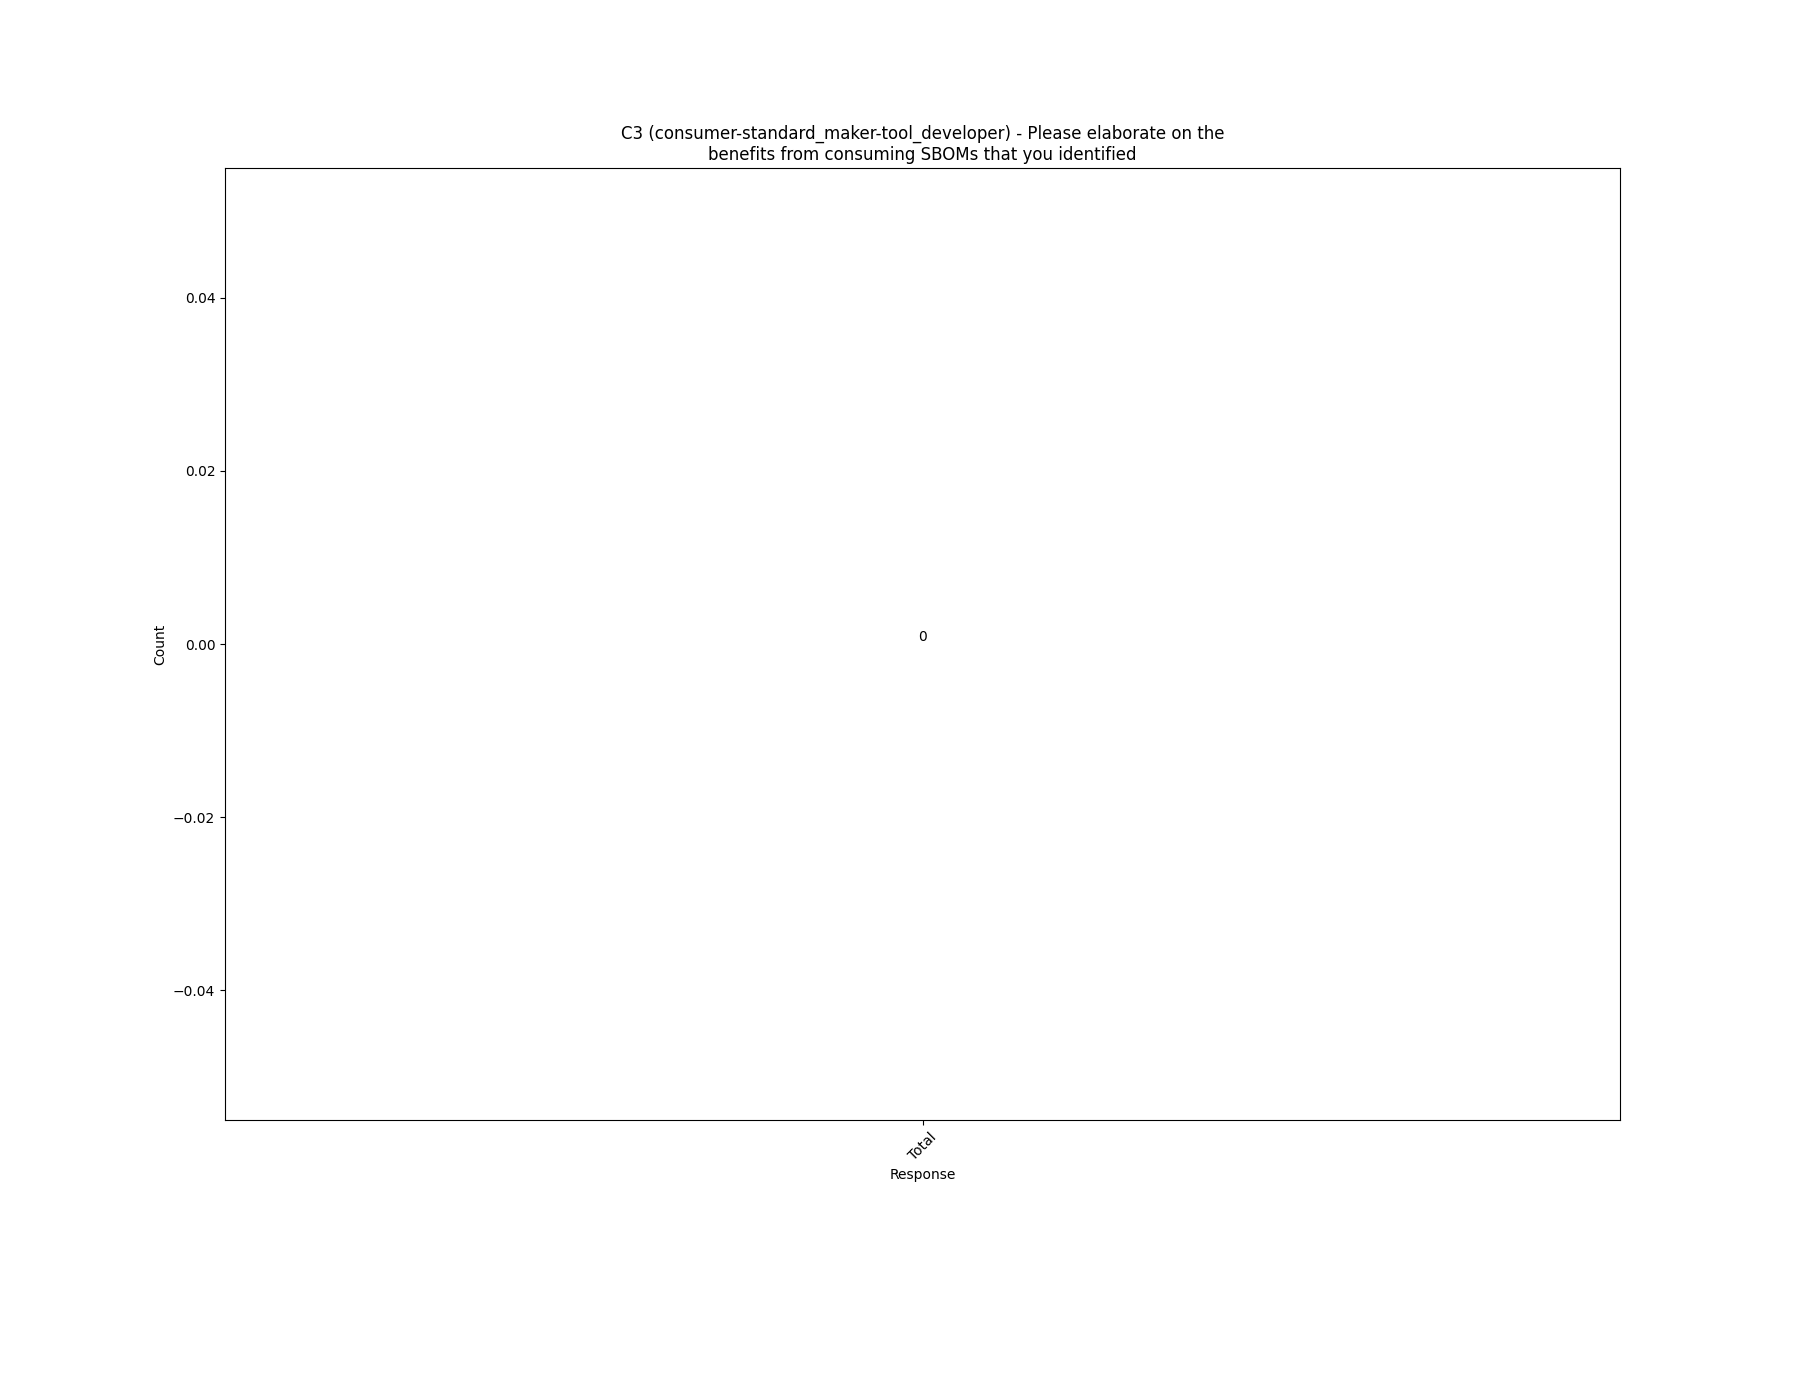 C3 (consumer-standard_maker-tool_developer) - Please elaborate on the
benefits from consuming SBOMs that you identified
0.04
0.02
0.00
−0.02
−0.04
Count
0
Total
Response